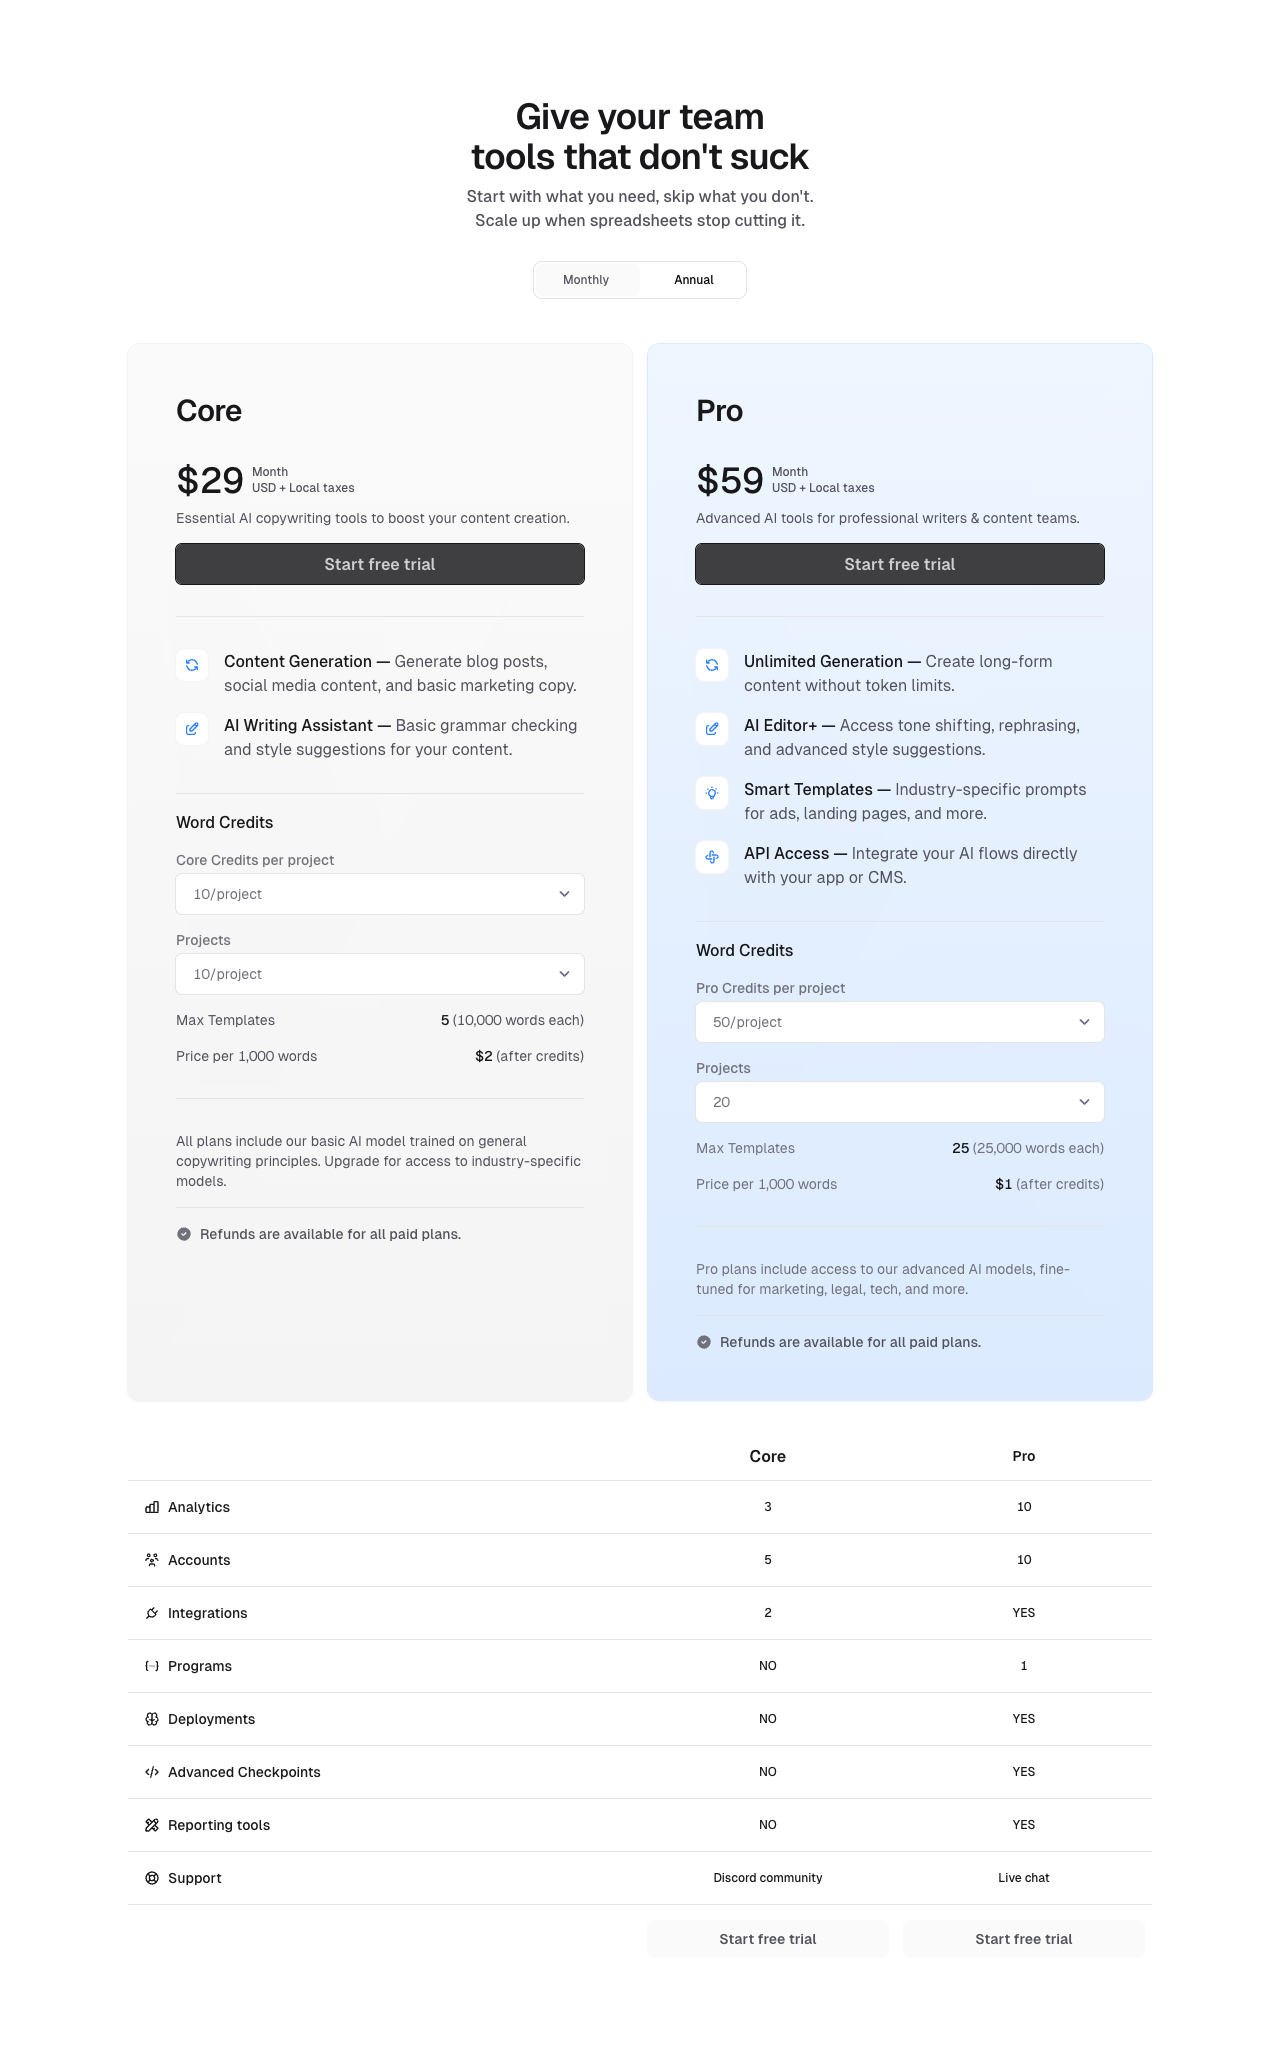 Give your team
tools that don't suck
Start with what you need, skip what you don't.
Scale up when spreadsheets stop cutting it.
Monthly
Annual
Core
$29
Month
USD + Local taxes
Essential AI copywriting tools to boost your content creation.
Start free trial
Content Generation — Generate blog posts,
social media content, and basic marketing copy.
AI Writing Assistant — Basic grammar checking
and style suggestions for your content.
Word Credits
Core Credits per project
10/project
Projects
10/project
Max Templates 5 (10,000 words each)
Price per 1,000 words $2 (after credits)
All plans include our basic AI model trained on general
copywriting principles. Upgrade for access to industry-specific
models.
Refunds are available for all paid plans.
Pro
$59
Month
USD + Local taxes
Advanced AI tools for professional writers & content teams.
Start free trial
Unlimited Generation — Create long-form
content without token limits.
AI Editor+ — Access tone shifting, rephrasing,
and advanced style suggestions.
Smart Templates — Industry-specific prompts
for ads, landing pages, and more.
API Access — Integrate your AI flows directly
with your app or CMS.
Word Credits
Pro Credits per project
50/project
Projects
20
Max Templates 25 (25,000 words each)
Price per 1,000 words $1 (after credits)
Pro plans include access to our advanced AI models, fine-
tuned for marketing, legal, tech, and more.
Refunds are available for all paid plans.
Core Pro
Analytics 3 10
Accounts 5 10
Integrations 2 YES
Programs NO 1
Deployments NO YES
Advanced Checkpoints NO YES
Reporting tools NO YES
Support Discord community Live chat
Start free trial Start free trial